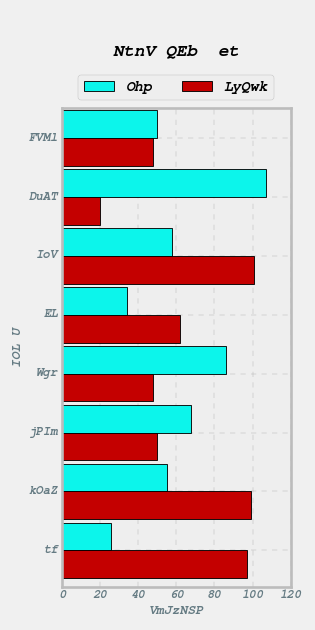 NtnV QEb et
Ohp LyQwk
FVMl
DuAT
IoV
EL
Wgr
jPIm
kOaZ
tf
IOL U
0 20 40 60 80 100 120
VmJzNSP